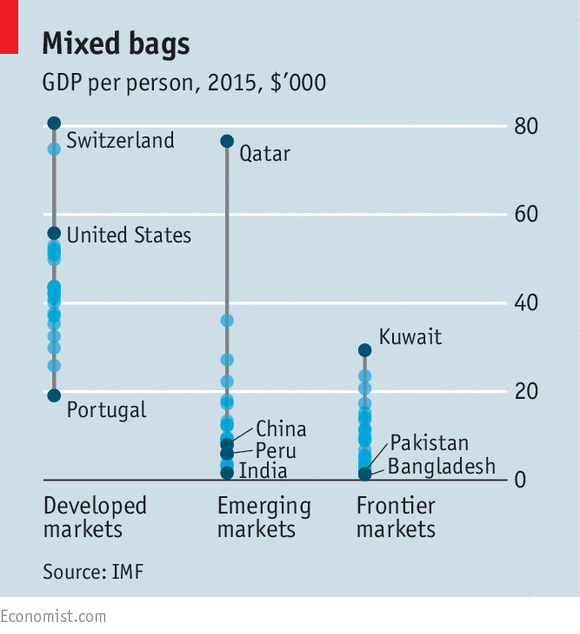 Mixed bags
GDP per person, 2015, $’000
80
Switzerland
Qatar
60
United States
40
Kuwait
20
Portugal
China
Pakistan
Peru
Bangladesh
India
0
Developed
markets
Emerging
markets
Frontier
markets
Source: IMF
Economist.com